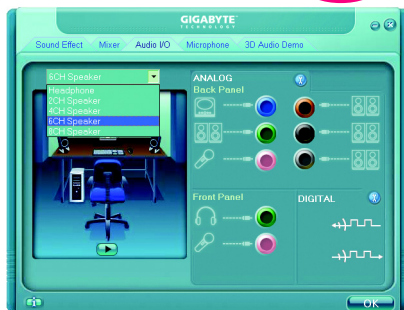 GIGABYTE
TECHNOLOGY
Sound Effect Mixer Audio I/O Microphone 3D Audio Demo
6CH Speaker
Headphone
2CH Speaker
4CH Speaker
6CH Speaker
8CH Speaker
ANALOG
Back Panel
Front Panel
DIGITAL
OK